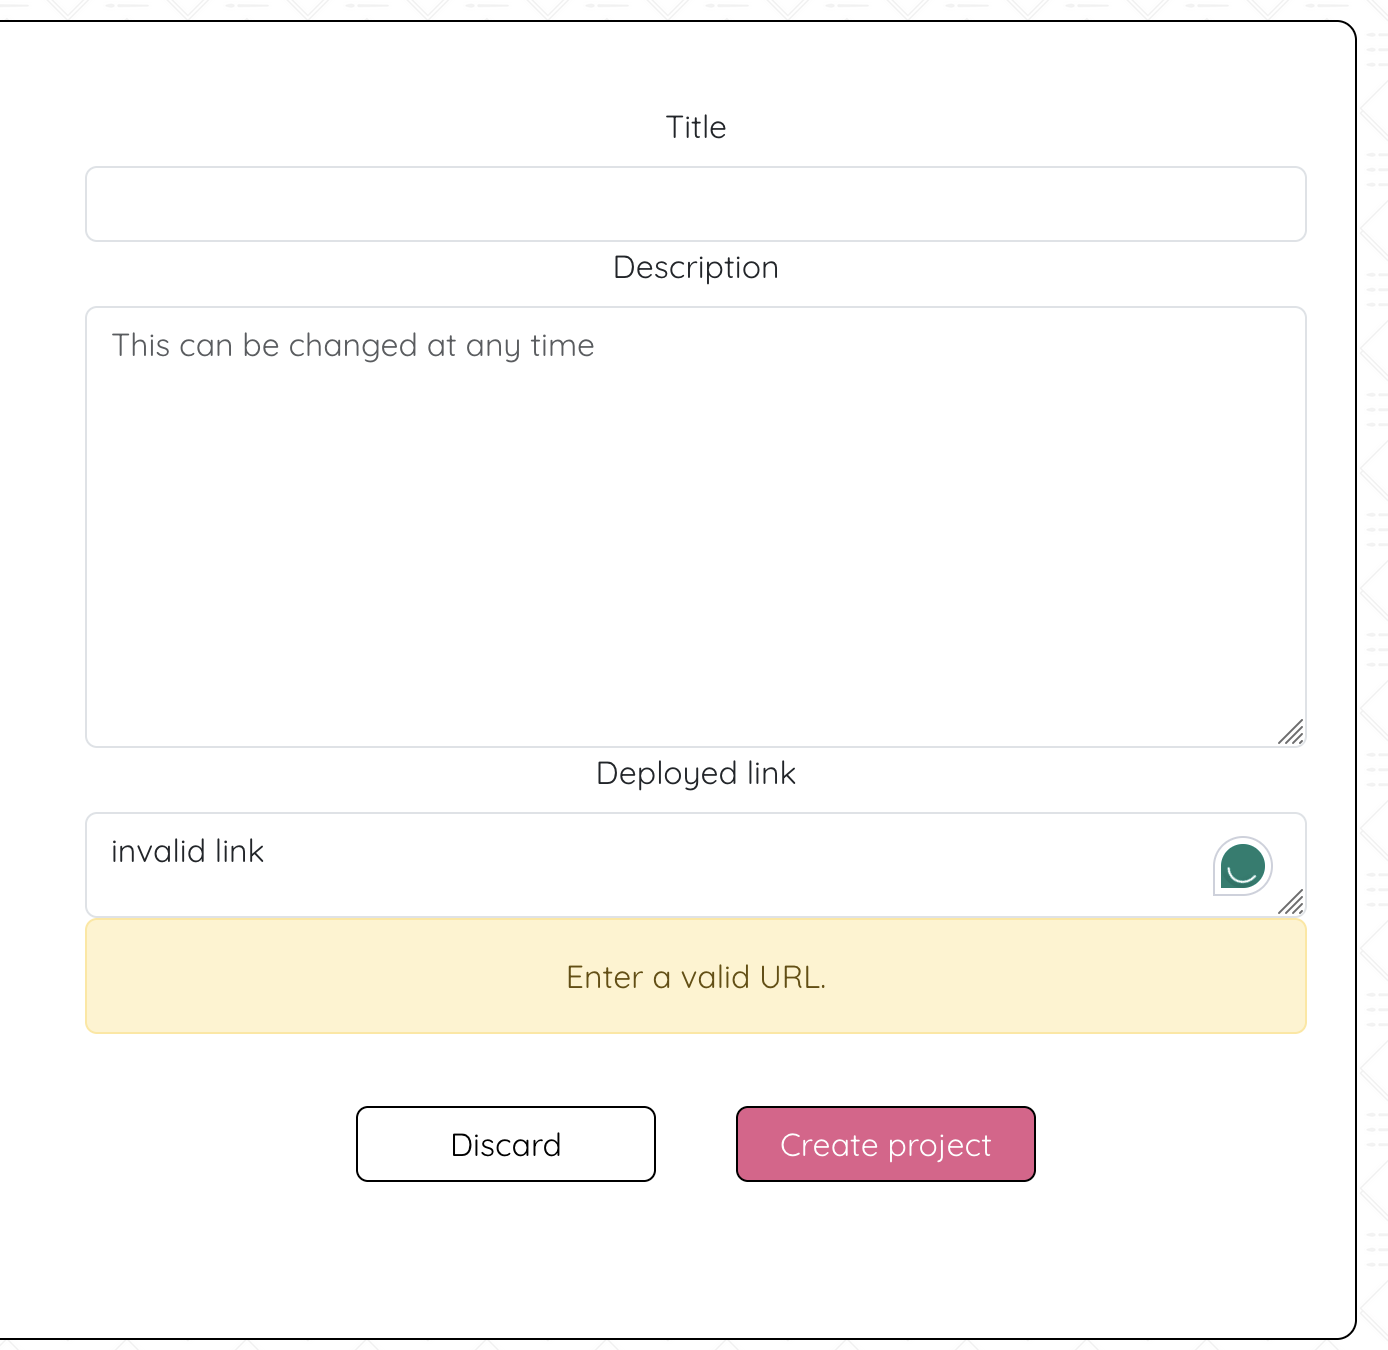 Title
Description
This can be changed at any time
Deployed link
invalid link
Enter a valid URL.
Discard
Create project